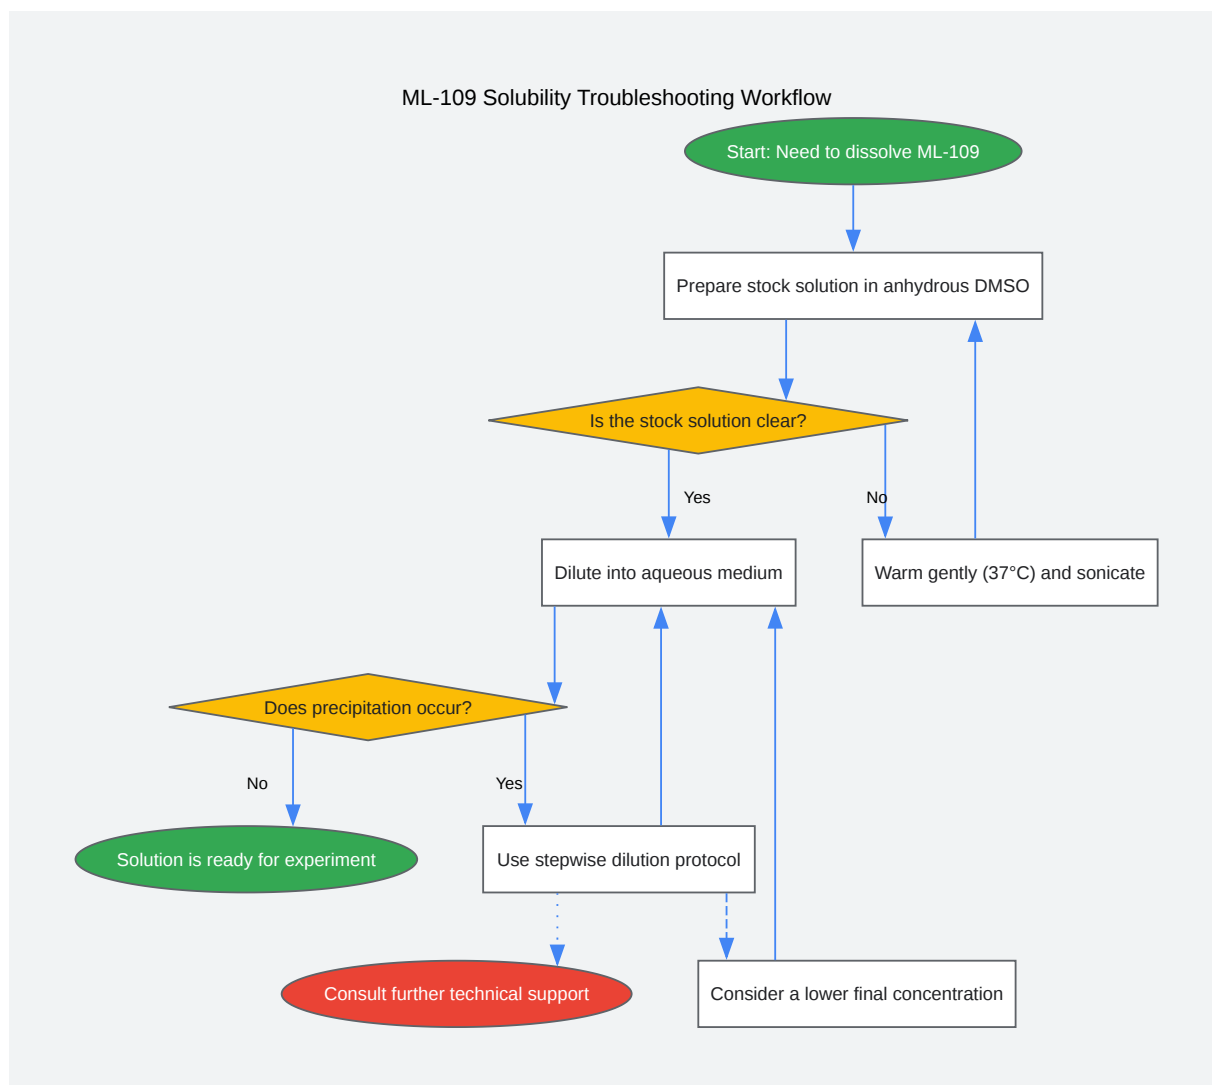 ML-109 Solubility Troubleshooting Workflow
Start: Need to dissolve ML-109
Prepare stock solution in anhydrous DMSO
Is the stock solution clear?
Yes
No
Dilute into aqueous medium
Warm gently (37°C) and sonicate
Does precipitation occur?
No
Yes
Solution is ready for experiment
Use stepwise dilution protocol
Consult further technical support
Consider a lower final concentration